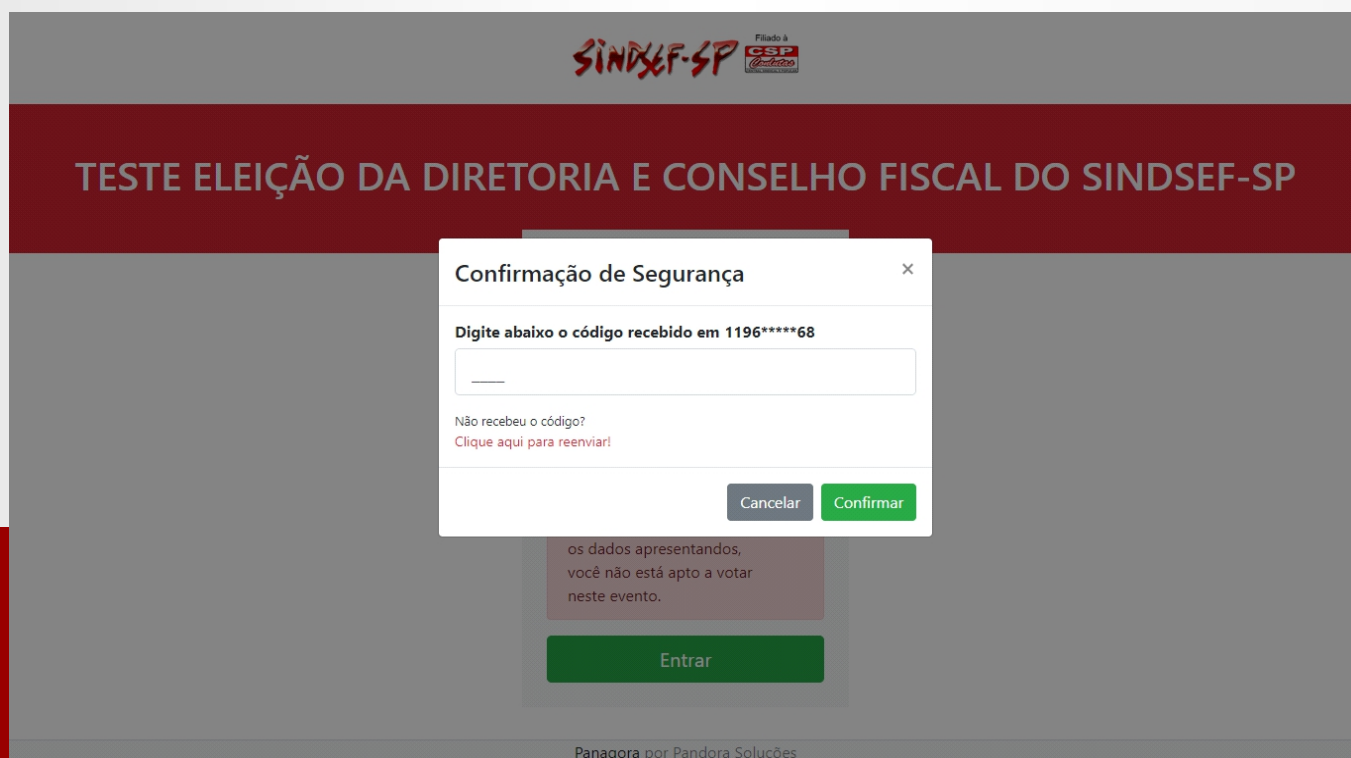 SINDSEF-SP
Filiado à
CSP
Conlutas
TESTE ELEIÇÃO DA DIRETORIA E CONSELHO FISCAL DO SINDSEF-SP
Confirmação de Segurança
×
Digite abaixo o código recebido em 1196*****68
____
Não recebeu o código?
Clique aqui para reenviar!
Cancelar Confirmar
os dados apresentandos,
você não está apto a votar
neste evento.
Entrar
Panagora por Pandora Soluções